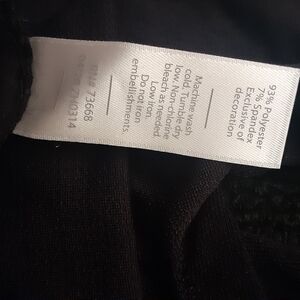 93% Polyester
7% Spandex
Exclusive of
decoration
Machine wash
cold. Tumble dry
low. Non-chlorine
bleach as needed
Low iron.
Do not iron
embellishments.
RN# 73668